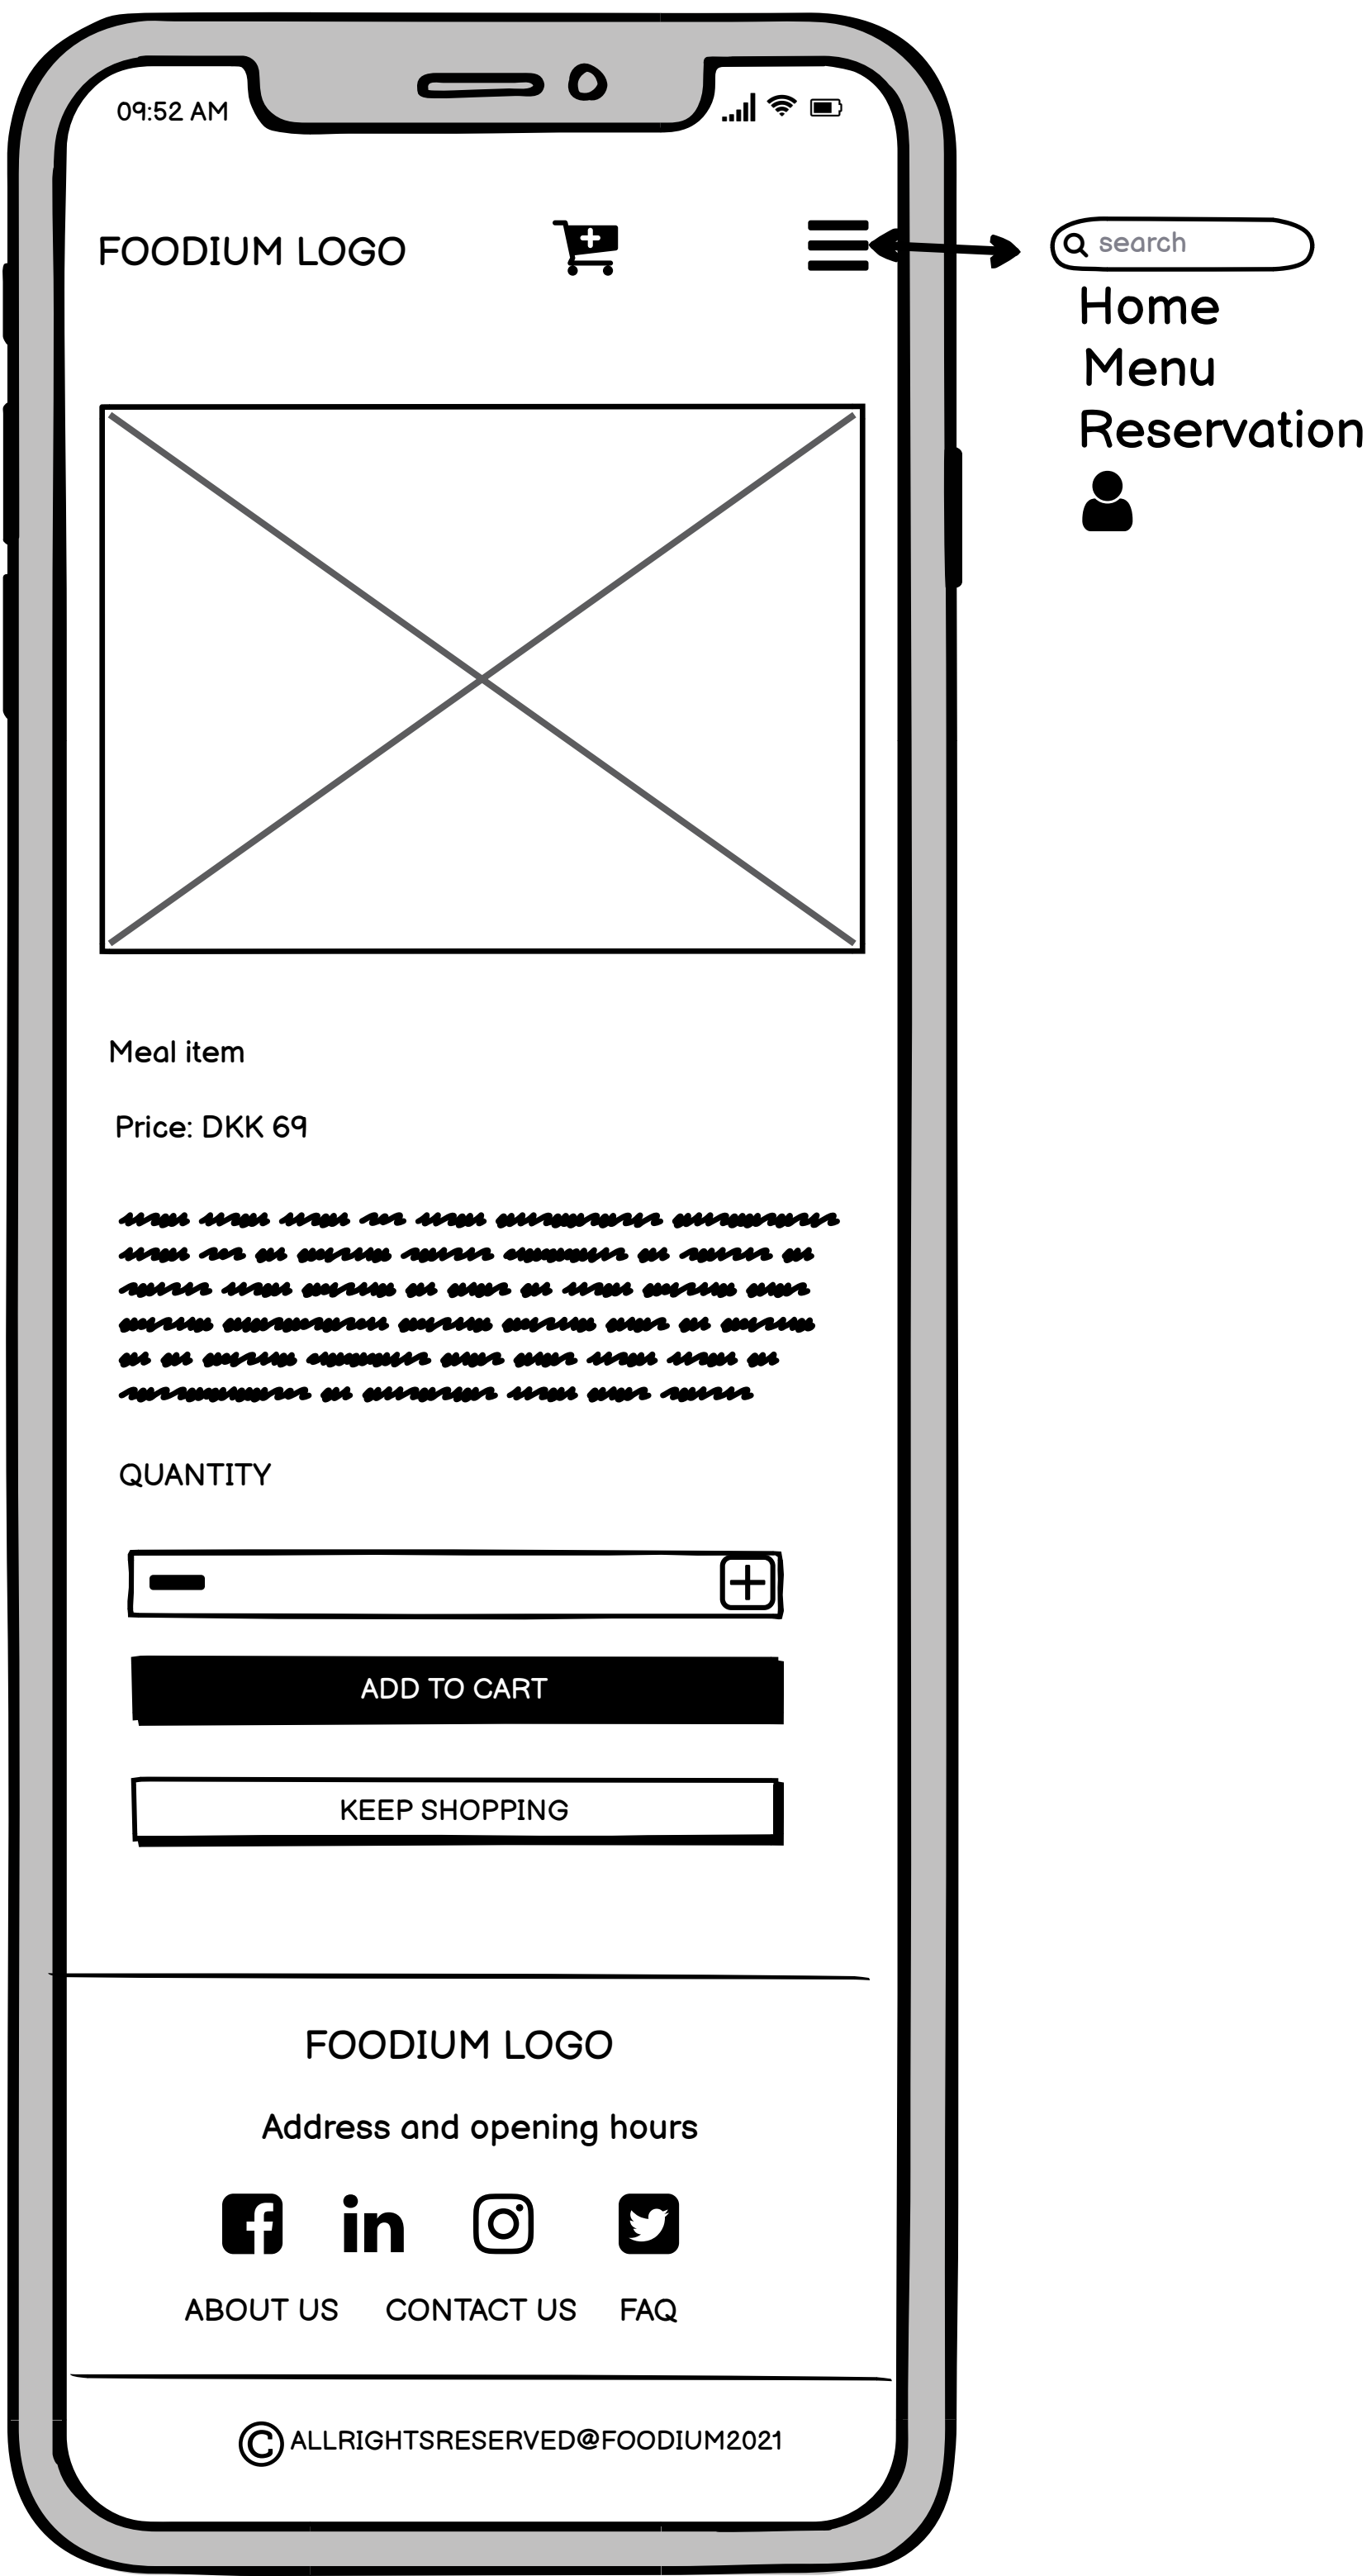 09:52 AM
FOODIUM LOGO
search
Home
Menu
Reservation
Meal item
Price: DKK 69
QUANTITY
ADD TO CART
KEEP SHOPPING
FOODIUM LOGO
Address and opening hours
ABOUT US CONTACT US FAQ
© ALLRIGHTSRESERVED@FOODIUM2021